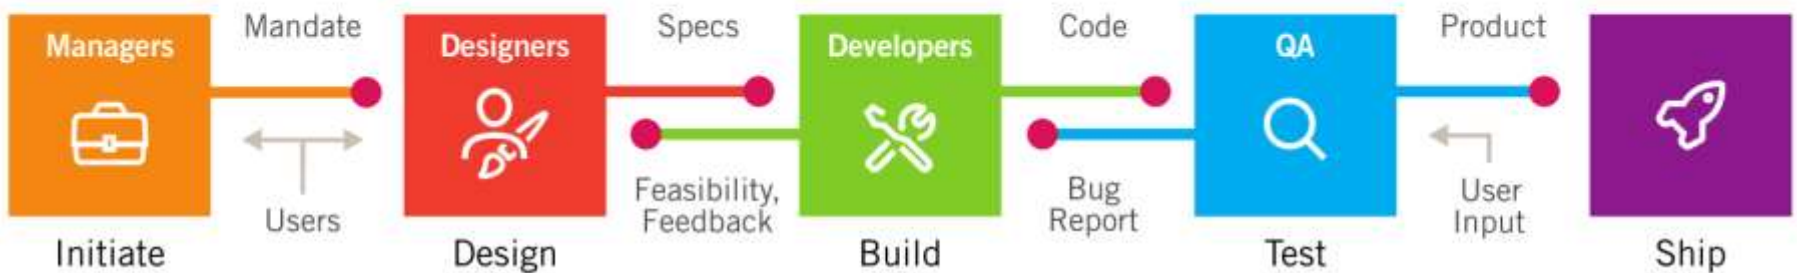 Managers
Mandate
Designers
Specs
Developers
Code
QA
Product
Users
Feasibility,
Feedback
Bug
Report
User
Input
Initiate
Design
Build
Test
Ship